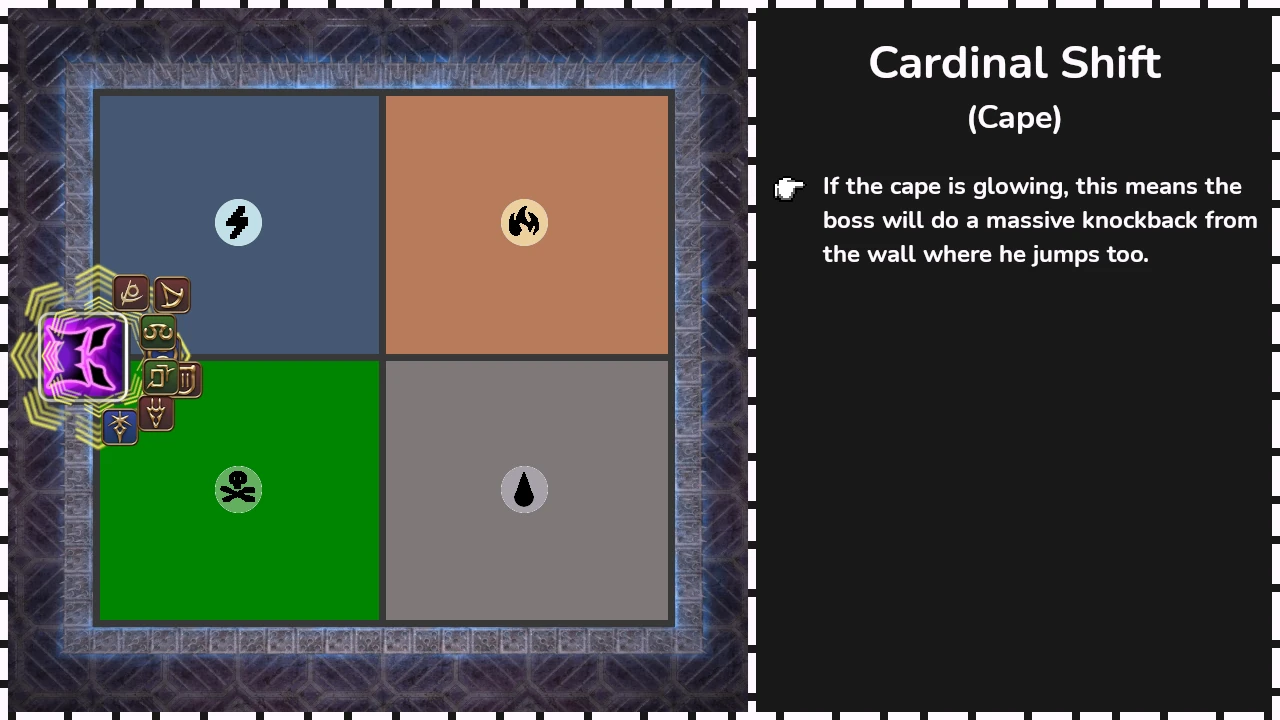 Cardinal Shift
(Cape)
If the cape is glowing, this means the
boss will do a massive knockback from
the wall where he jumps too.